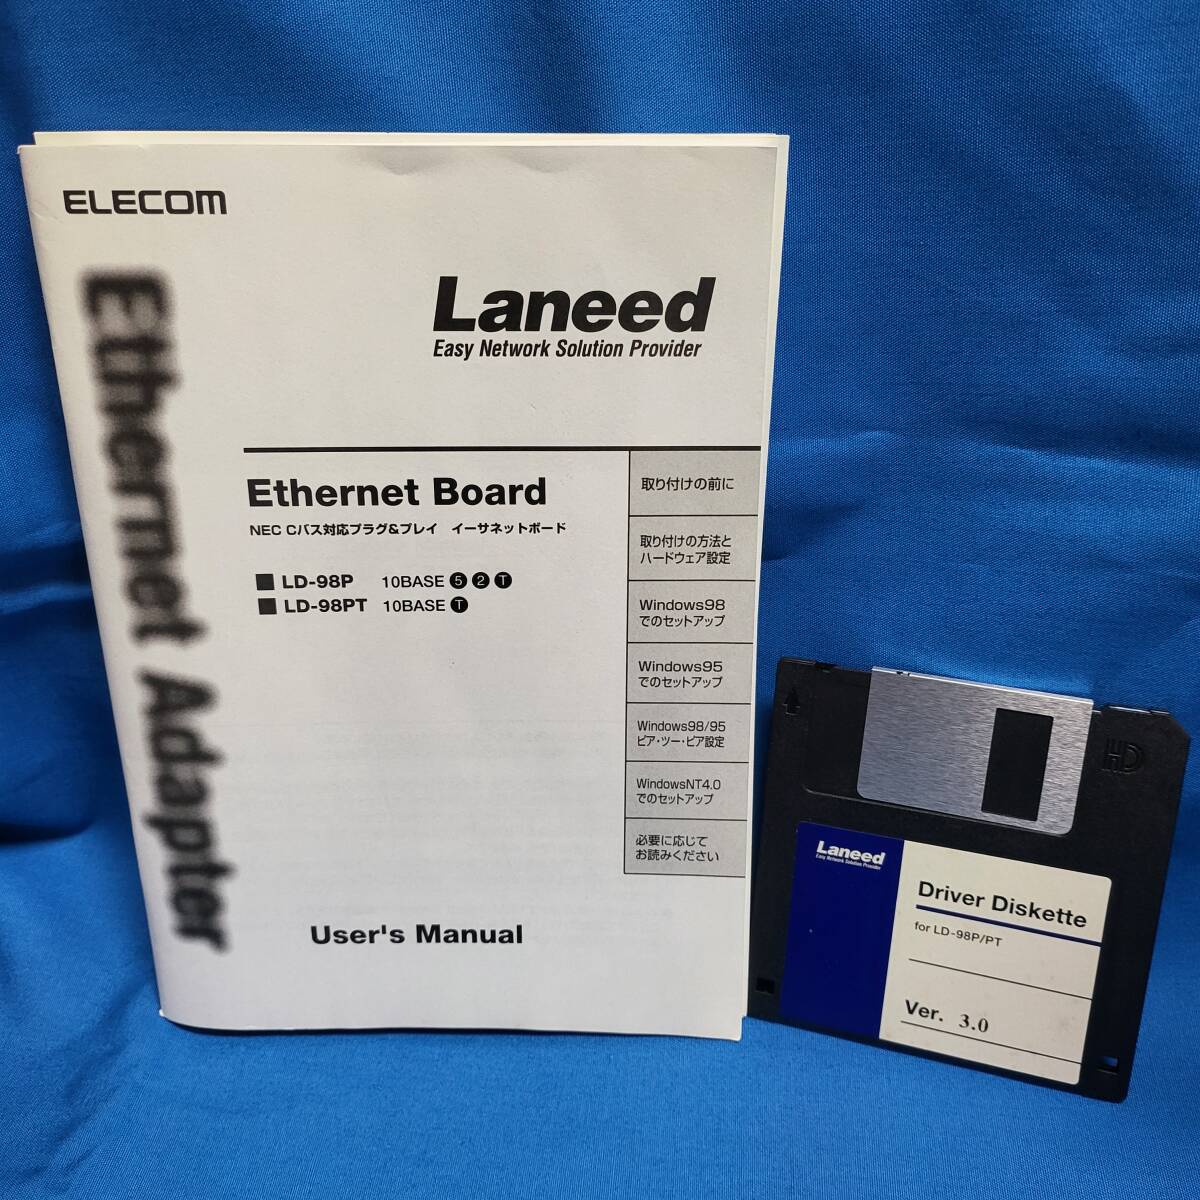 ELECOM
Ethernet Adapter
Laneed
Easy Network Solution Provider
Ethernet Board
NEC Cバス対応プラグ&プレイ イーサネットボード
■ LD-98P 10BASE 5 2 T
■ LD-98PT 10BASE T
取り付けの前に
取り付けの方法と
ハードウェア設定
Windows98
でのセットアップ
Windows95
でのセットアップ
Windows98/95
ピア・ツー・ピア設定
WindowsNT4.0
でのセットアップ
必要に応じて
お読みください
User's Manual
HD
Laneed
Easy Network Solution Provider
Driver Diskette
for LD-98P/PT
Ver. 3.0